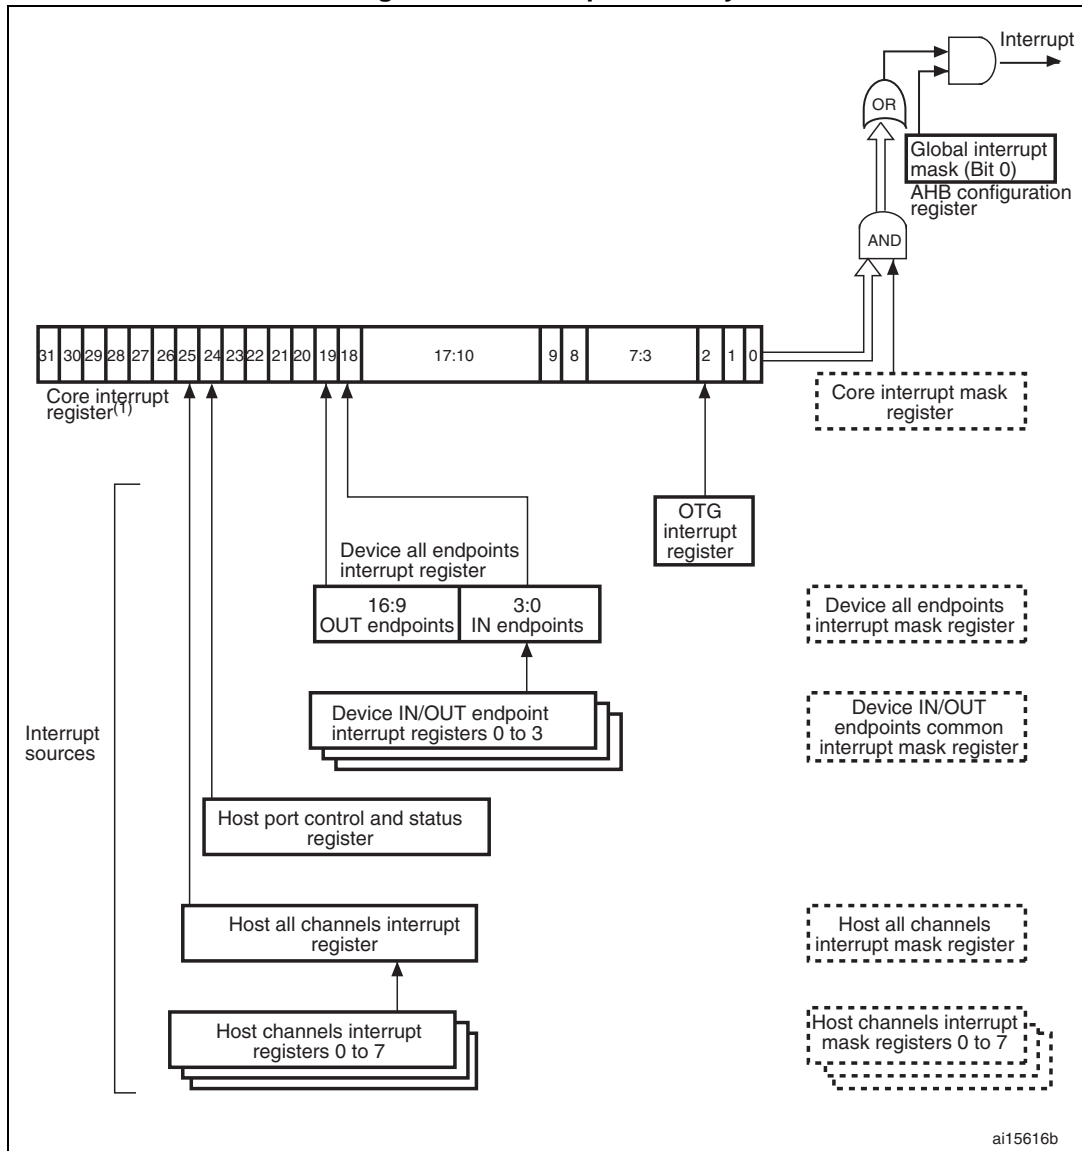 Interrupt
OR
Global interrupt
mask (Bit 0)
AHB configuration
register
AND
31 30 29 28 27 26 25 24 23 22 21 20 19 18 17:10 9 8 7:3 2 1 0
Core interrupt
register(1)
Core interrupt mask
register
OTG
interrupt
register
Device all endpoints
interrupt register
16:9
OUT endpoints
3:0
IN endpoints
Device all endpoints
interrupt mask register
Device IN/OUT endpoint
interrupt registers 0 to 3
Device IN/OUT
endpoints common
interrupt mask register
Interrupt
sources
Host port control and status
register
Host all channels interrupt
register
Host all channels
interrupt mask register
Host channels interrupt
registers 0 to 7
Host channels interrupt
mask registers 0 to 7
ai15616b